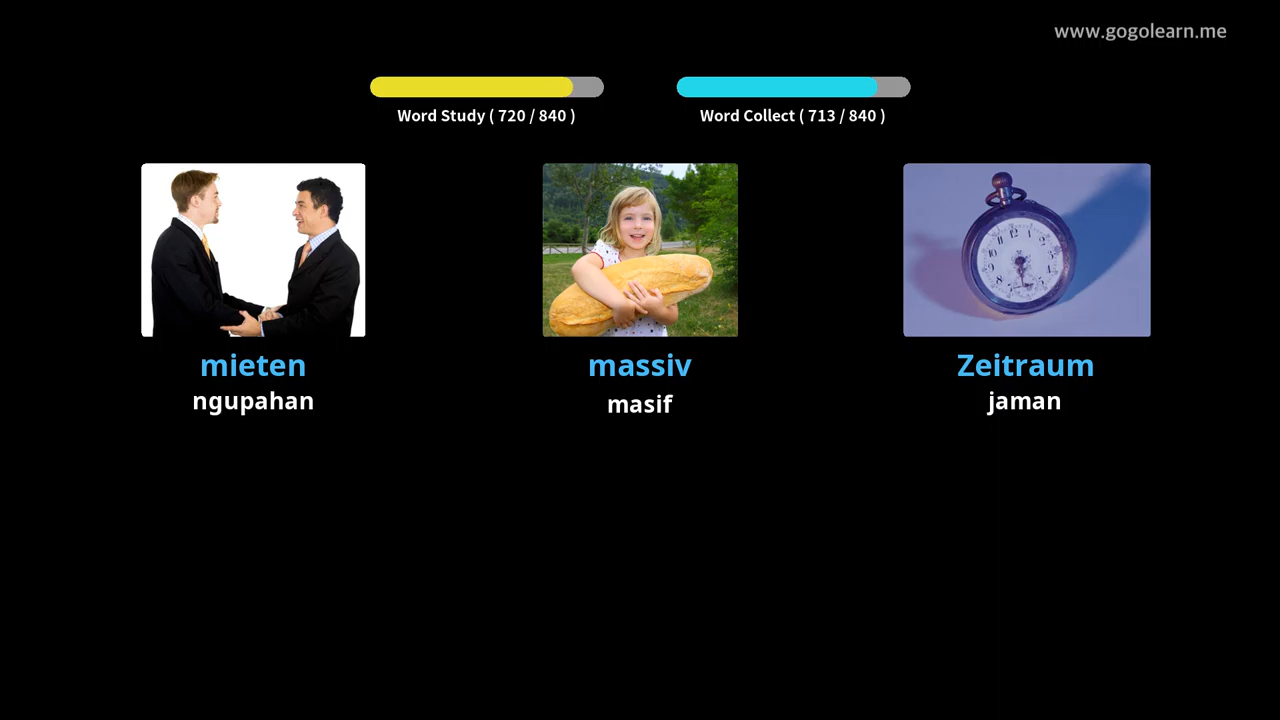 www.gogolearn.me
Word Study ( 720 / 840 )
Word Collect ( 713 / 840 )
mieten
ngupahan
massiv
masif
Zeitraum
jaman